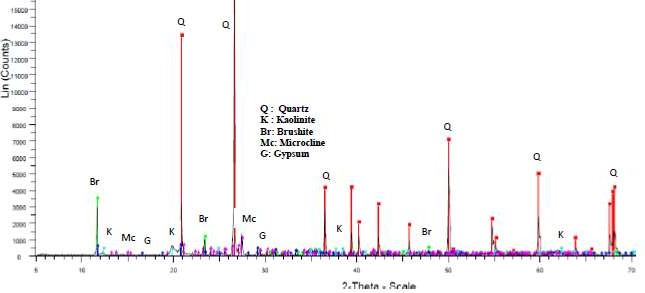 15000
14000
13000
12000
11000
10000
9000
8000
7000
6000
5000
4000
3000
2000
1000
0
Lin (Counts)
Q
Q
Q : Quartz
K : Kaolinite
Br: Brushite
Mc: Microcline
G: Gypsum
Br
K
Mc
G
K
Br
Mc
G
Q
K
Br
Q
Q
K
Q
5
10
20
30
40
50
60
70
2-Theta - Scale